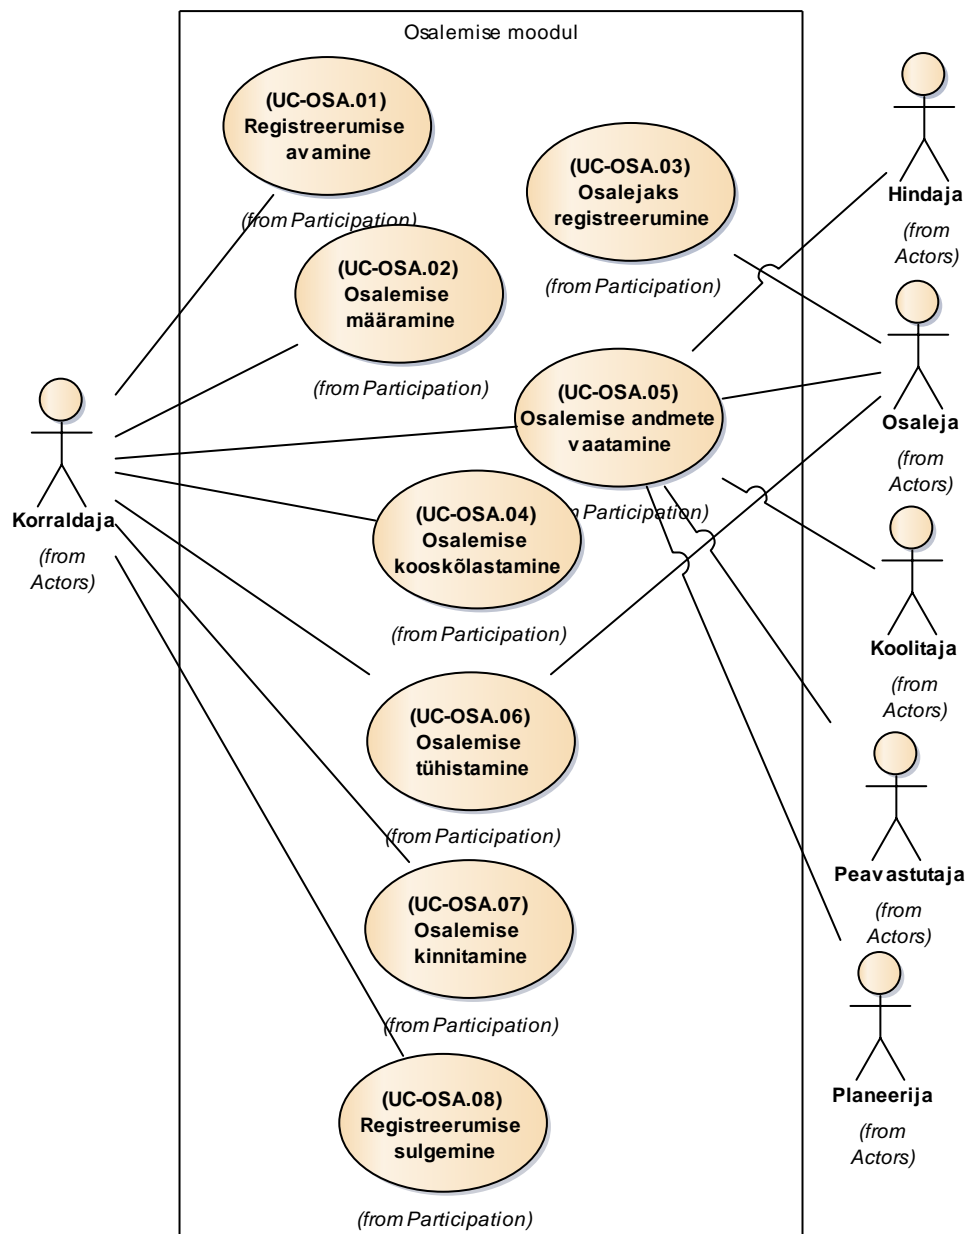 Osalemise moodul
(UC-OSA.01)
Registreerumise
avamine
(from Participation)
(UC-OSA.02)
Osalemise
määramine
(from Participation)
(UC-OSA.03)
Osalejaks
registreerumine
(from Participation)
(UC-OSA.05)
Osalemise andmete
vaatamine
Participation)
(UC-OSA.04)
Osalemise
kooskõlastamine
(from Participation)
(UC-OSA.06)
Osalemise
tühistamine
(from Participation)
(UC-OSA.07)
Osalemise
kinnitamine
(from Participation)
(UC-OSA.08)
Registreerumise
sulgemine
(from Participation)
Korraldaja
(from
Actors)
Hindaja
(from
Actors)
Osaleja
(from
Actors)
Koolitaja
(from
Actors)
Peavastutaja
(from
Actors)
Planeerija
(from
Actors)